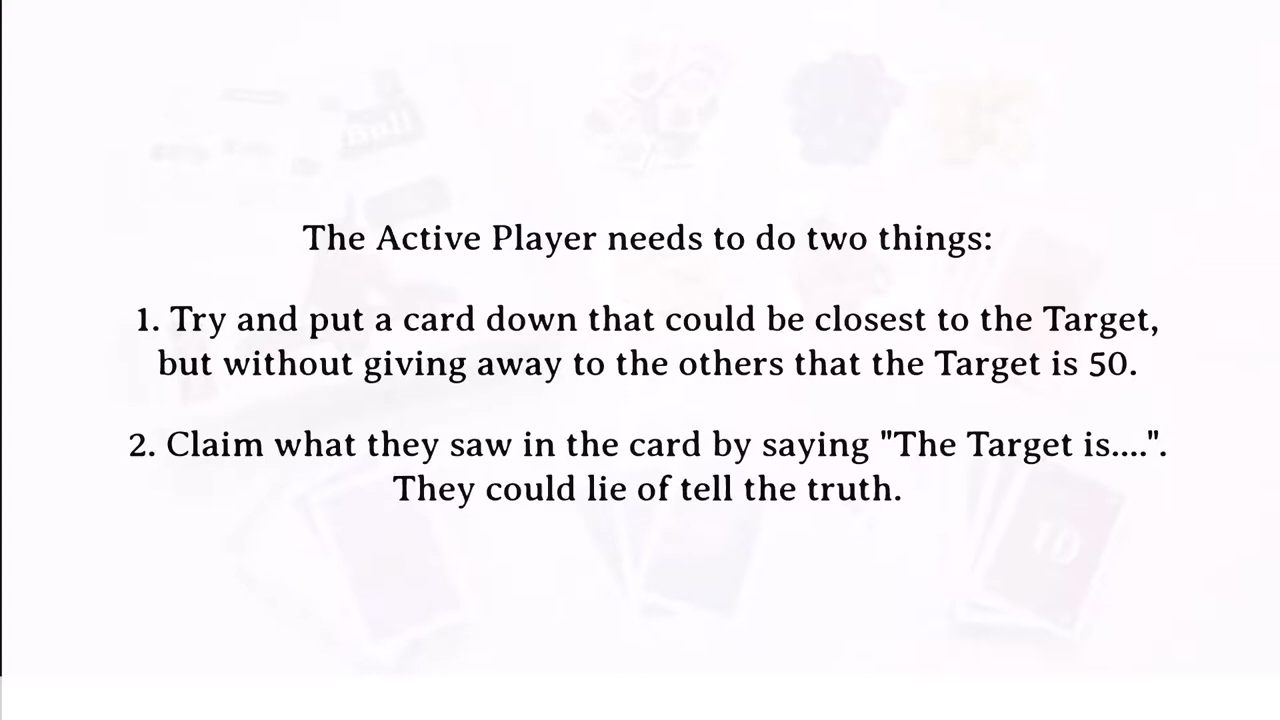 The Active Player needs to do two things:
1. Try and put a card down that could be closest to the Target,
but without giving away to the others that the Target is 50.
2. Claim what they saw in the card by saying "The Target is....".
They could lie of tell the truth.